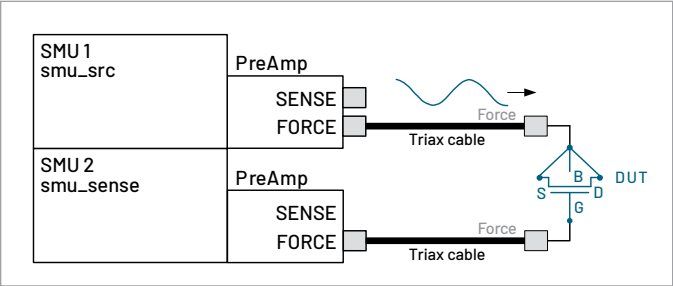 SMU 1
smu_src
PreAmp
SENSE
FORCE
Force
Triax cable
SMU 2
smu_sense
PreAmp
SENSE
FORCE
Force
Triax cable
B
DUT
S
D
G